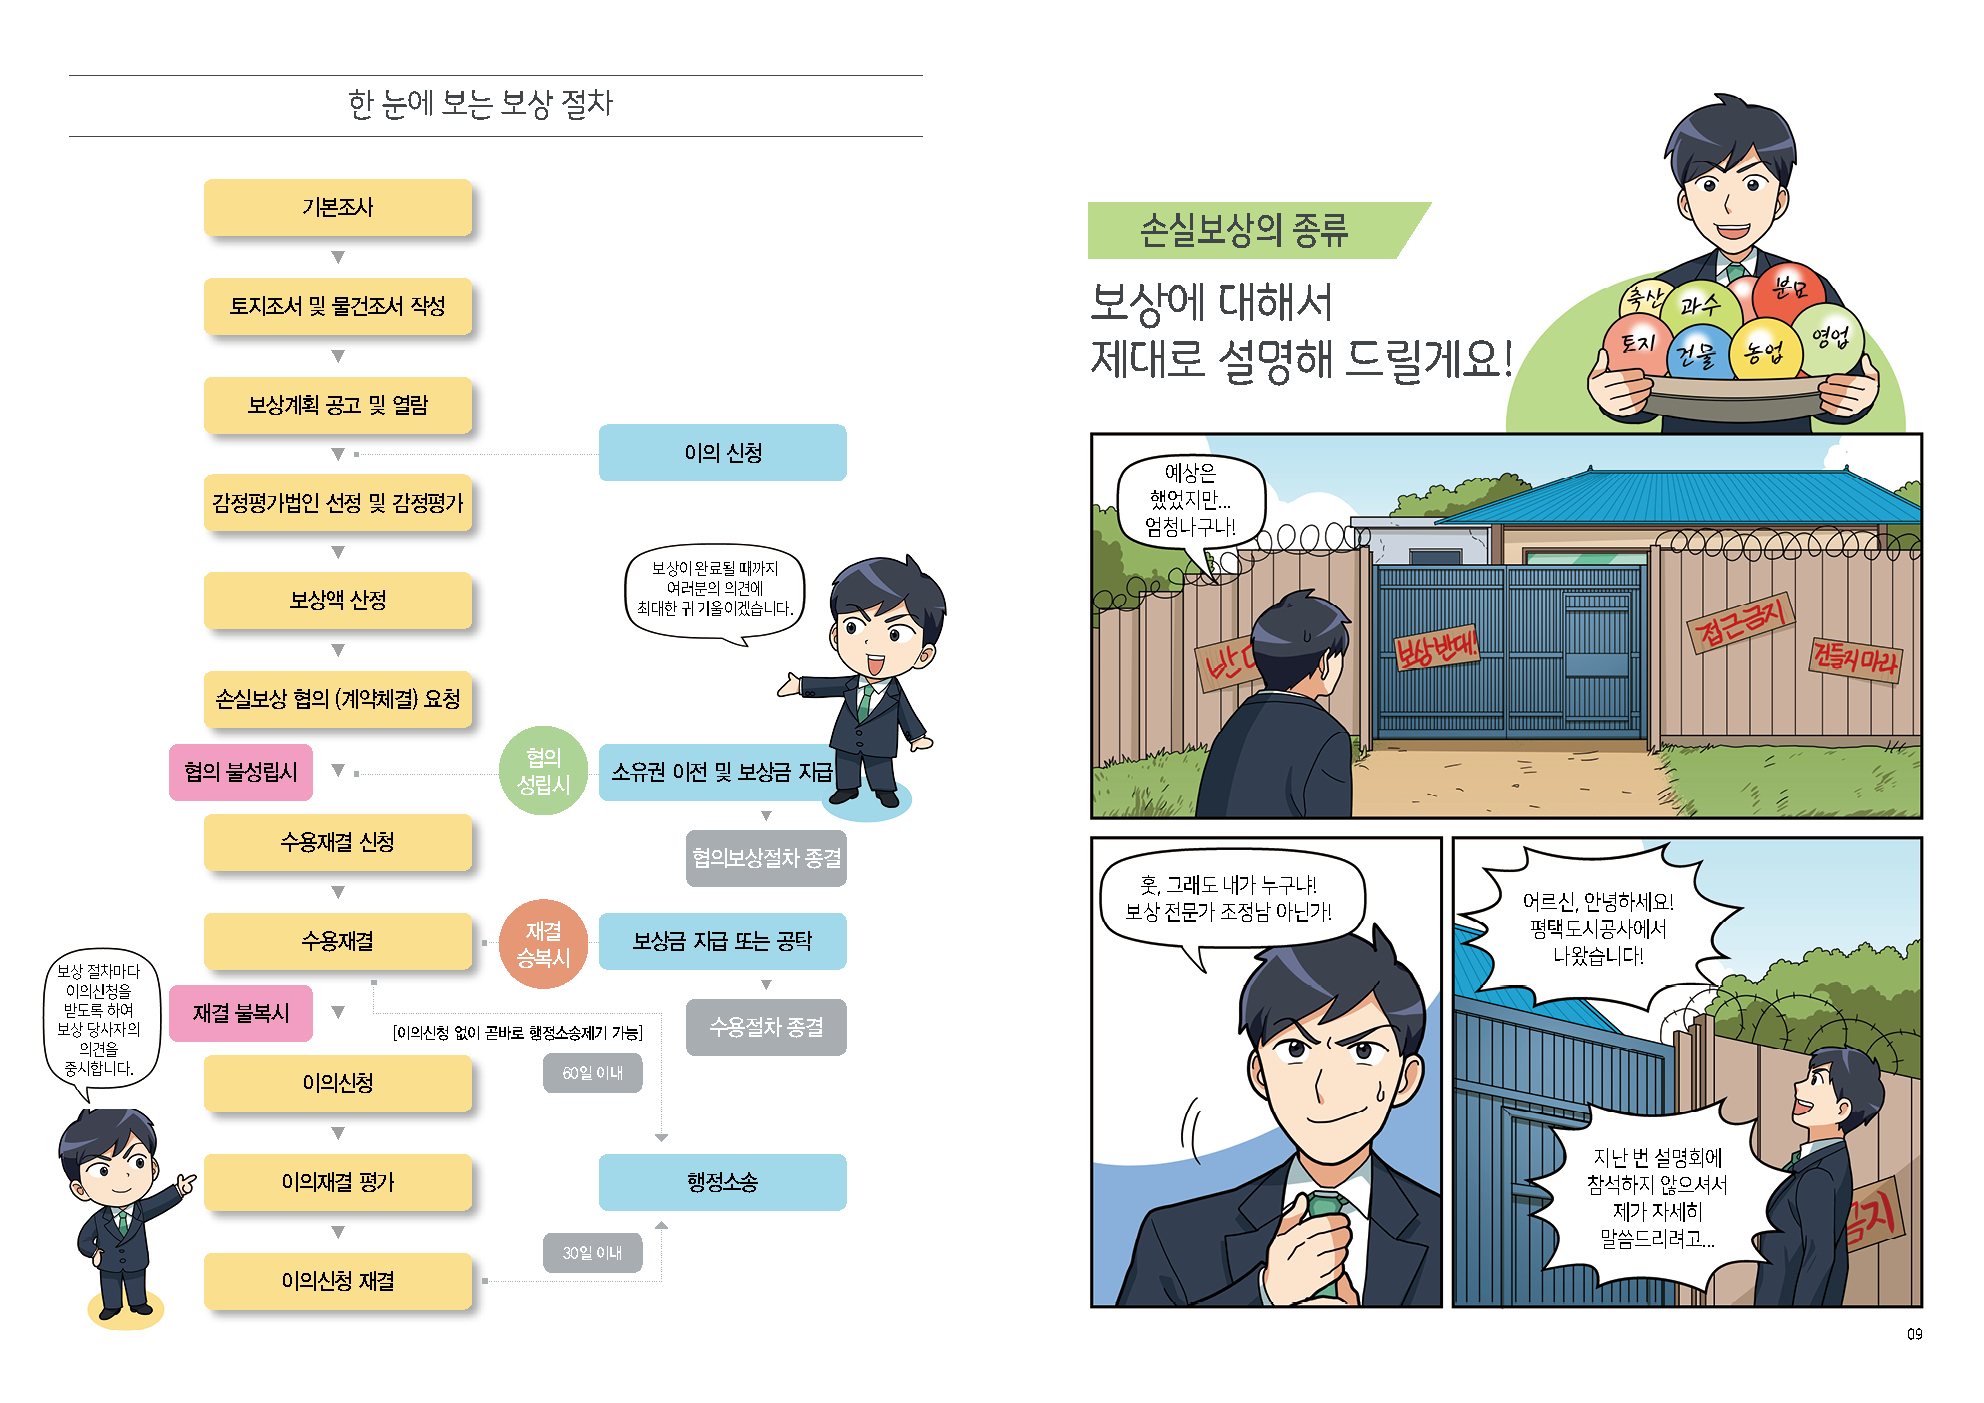 한 눈에 보는 보상 절차
기본조사
토지조서 및 물건조서 작성
보상계획 공고 및 열람
이의 신청
감정평가법인 선정 및 감정평가
보상액 산정
보상이 완료될 때까지
여러분의 의견에
최대한 귀 기울이겠습니다.
손실보상 협의 (계약체결) 요청
협의 불성립시
협의
성립시
소유권 이전 및 보상금 지급
수용재결 신청
협의보상절차 종결
수용재결
재결
승복시
보상금 지급 또는 공탁
보상 절차마다
이의신청을
받도록 하여
보상 당사자의
의견을
중시합니다.
재결 불복시
[이의신청 없이 곧바로 행정소송제기 가능]
수용절차 종결
60일 이내
이의신청
이의재결 평가
행정소송
30일 이내
이의신청 재결
손실보상의 종류
보상에 대해서
제대로 설명해 드릴게요!
축산
과수
분묘
토지
건물
농업
영업
예상은
했었지만...
엄청나구나!
반대
보상 반대!
접근금지
건들지 마라
훗, 그래도 내가 누구냐!
보상 전문가 조정남 아닌가!
어르신, 안녕하세요!
평택도시공사에서
나왔습니다!
지난 번 설명회에
참석하지 않으셔서
제가 자세히
말씀드리려고...
금지
09